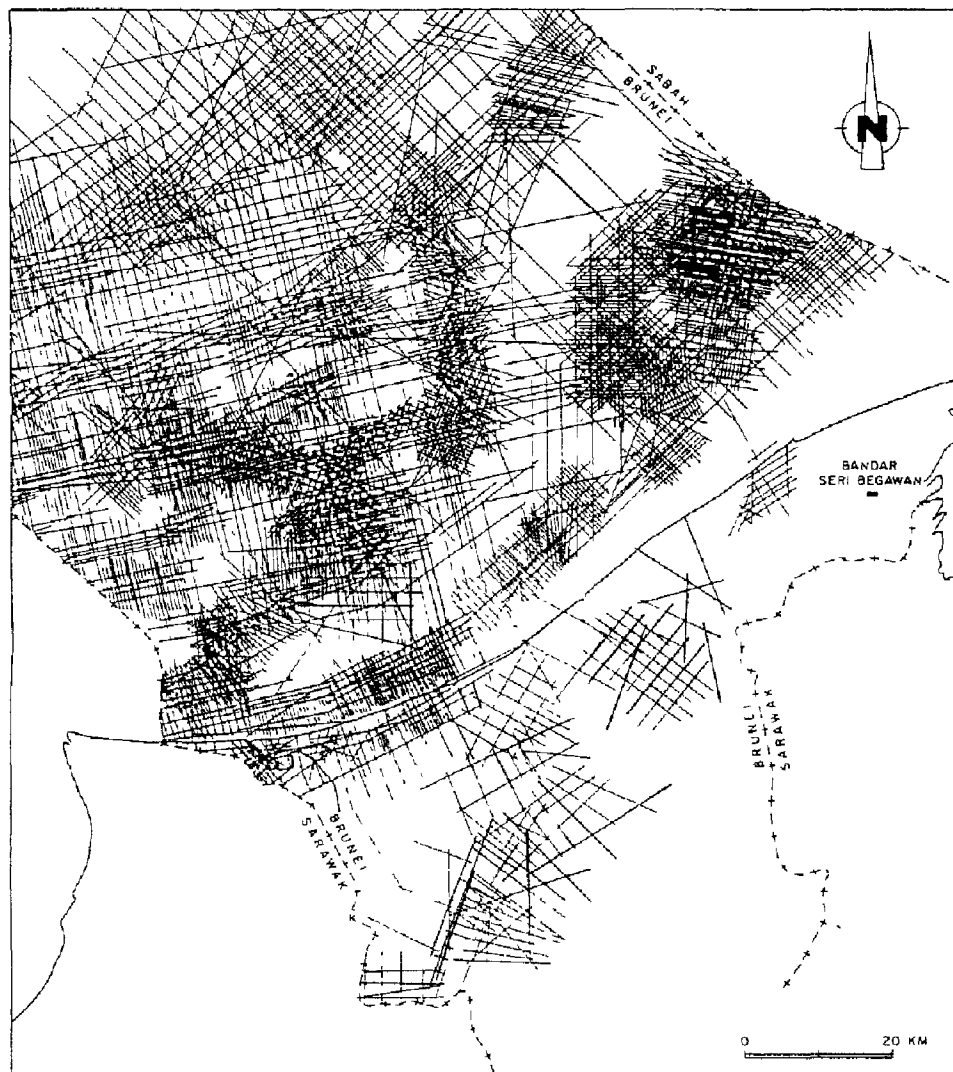 SABAH
BRUNEI
N
BANDAR
SERI BEGAWAN
BRUNEI
SARAWAK
BRUNEI
SARAWAK
0 20 KM